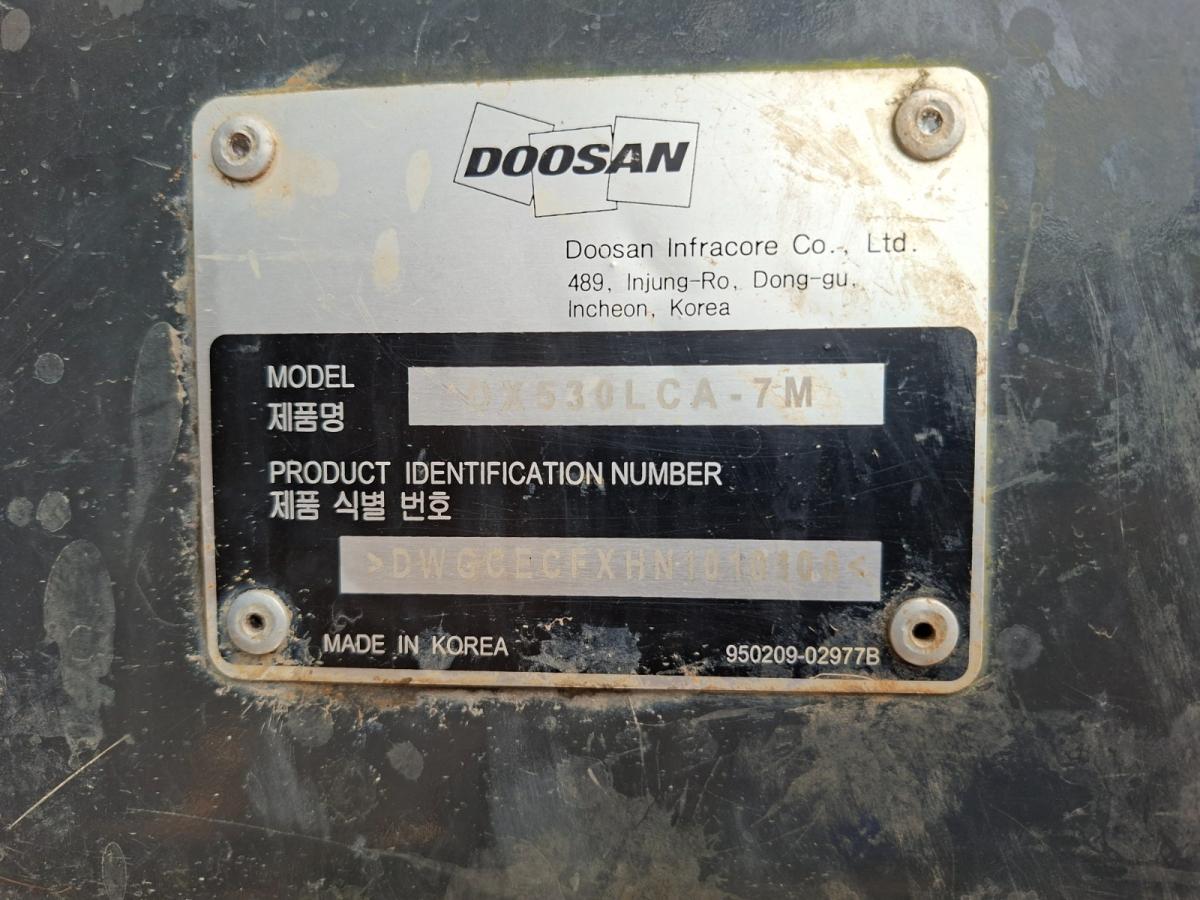 DOOSAN
Doosan Infracore Co., Ltd.
489, Injung-Ro, Dong-gu,
Incheon, Korea
MODEL DX530LCA-7M
제품명
PRODUCT IDENTIFICATION NUMBER
제품 식별 번호
>DWGCECFXHN1010100<
MADE IN KOREA 950209-02977B